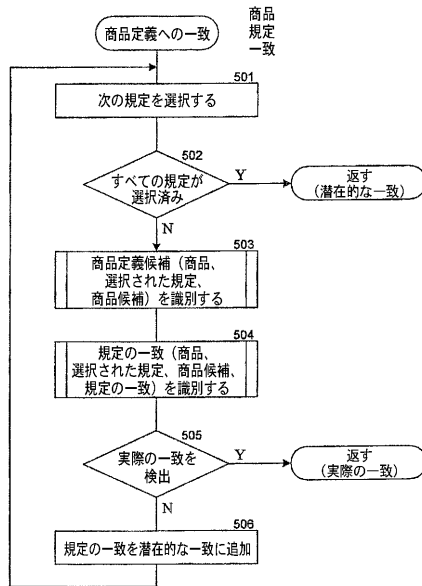 商品定義への一致
商品
規定
一致
501
次の規定を選択する
502
すべての規定が
選択済み
Y
返す
(潜在的な一致)
N
503
商品定義候補(商品、
選択された規定、
商品候補)を識別する
504
規定の一致(商品、
選択された規定、商品候補、
規定の一致)を識別する
505
実際の一致を
検出
Y
返す
(実際の一致)
N
506
規定の一致を潜在的な一致に追加